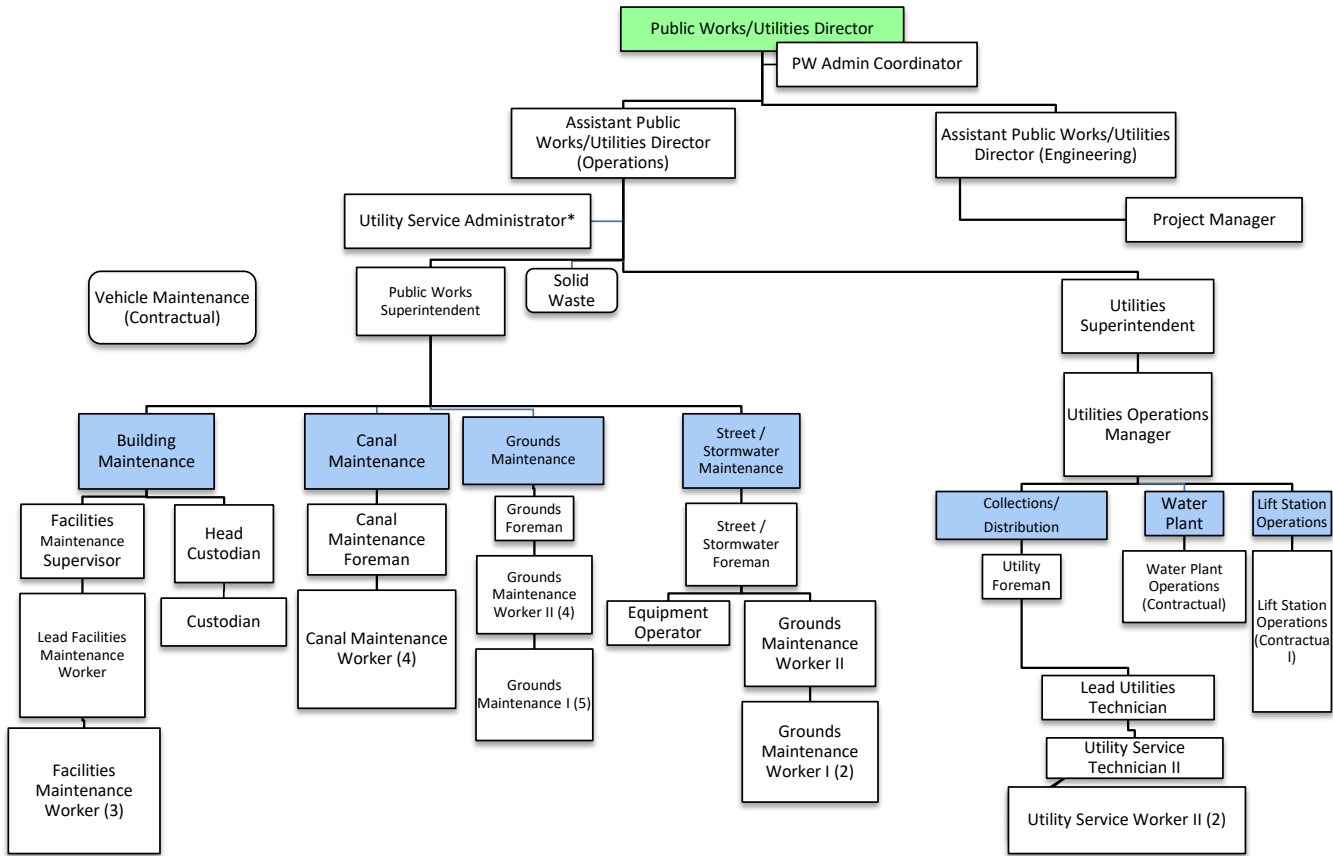 Public Works/Utilities Director
PW Admin Coordinator
Assistant Public
Works/Utilities Director
(Operations)
Assistant Public Works/Utilities
Director (Engineering)
Utility Service Administrator*
Project Manager
Vehicle Maintenance
(Contractual)
Public Works
Superintendent
Solid
Waste
Utilities
Superintendent
Utilities Operations
Manager
Building
Maintenance
Canal
Maintenance
Grounds
Maintenance
Street /
Stormwater
Maintenance
Collections/
Distribution
Water
Plant
Lift Station
Operations
Facilities
Maintenance
Supervisor
Head
Custodian
Canal
Maintenance
Foreman
Grounds
Foreman
Street /
Stormwater
Foreman
Utility
Foreman
Water Plant
Operations
(Contractual)
Lift Station
Operations
(Contractua
l)
Lead Facilities
Maintenance
Worker
Custodian
Canal Maintenance
Worker (4)
Grounds
Maintenance
Worker II (4)
Equipment
Operator
Grounds
Maintenance
Worker II
Grounds
Maintenance I (5)
Lead Utilities
Technician
Facilities
Maintenance
Worker (3)
Grounds
Maintenance
Worker I (2)
Utility Service
Technician II
Utility Service Worker II (2)